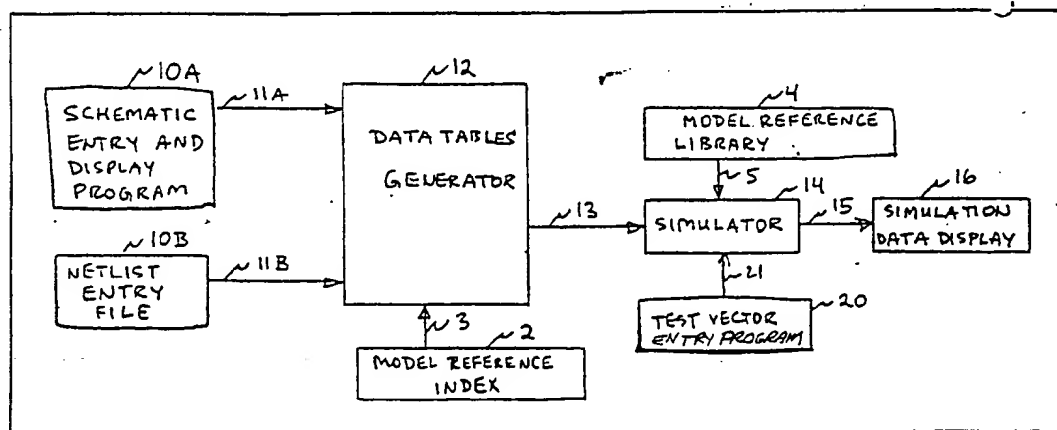 10A
11A
SCHEMATIC
ENTRY AND
DISPLAY
PROGRAM
10B
11B
NETLIST
ENTRY
FILE
12
DATA TABLES
GENERATOR
3
2
MODEL REFERENCE
INDEX
13
4
MODEL REFERENCE
LIBRARY
5
14
SIMULATOR
15
16
SIMULATION
DATA DISPLAY
21
20
TEST VECTOR
ENTRY PROGRAM